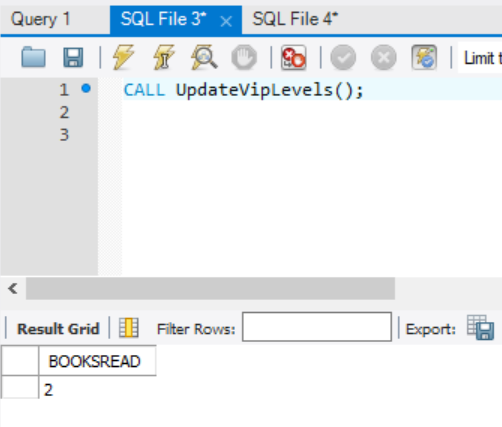 Query 1 SQL File 3* × SQL File 4*
Limit t
1 CALL UpdateVipLevels();
2
3
Result Grid Filter Rows: Export:
BOOKSREAD
2